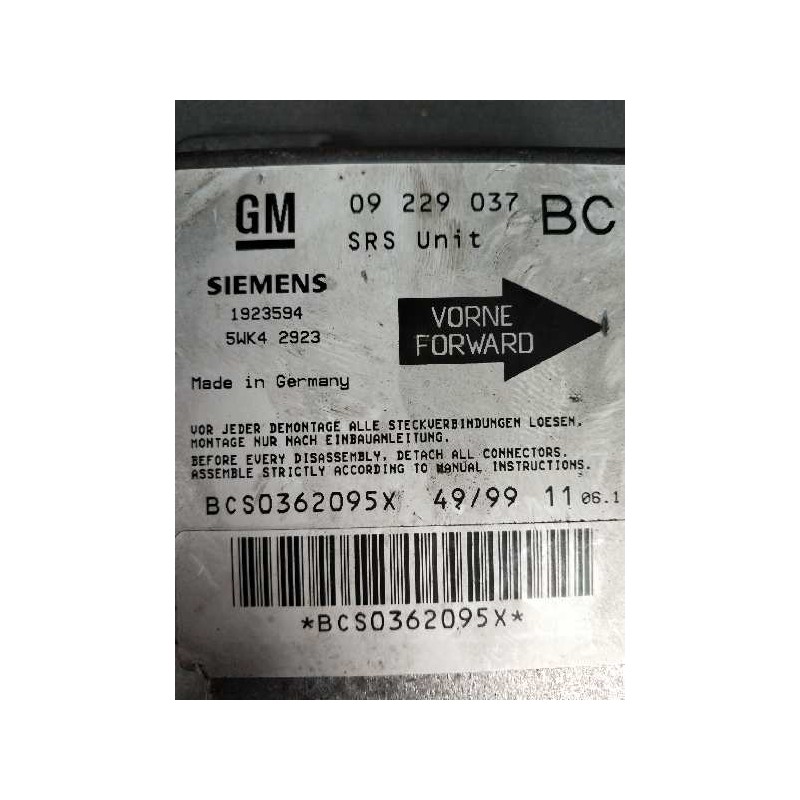 GM 09 229 037 BC
SRS Unit
SIEMENS
1923594
5WK4 2923
VORNE
FORWARD
Made in Germany
VOR JEDER DEMONTAGE ALLE STECKVERBINDUNGEN LOESEN.
MONTAGE NUR NACH EINBAUANLEITUNG.
BEFORE EVERY DISASSEMBLY, DETACH ALL CONNECTORS.
ASSEMBLE STRICTLY ACCORDING TO MANUAL INSTRUCTIONS.
BCS0362095X 49/99 11 06.1
*BCS0362095X*